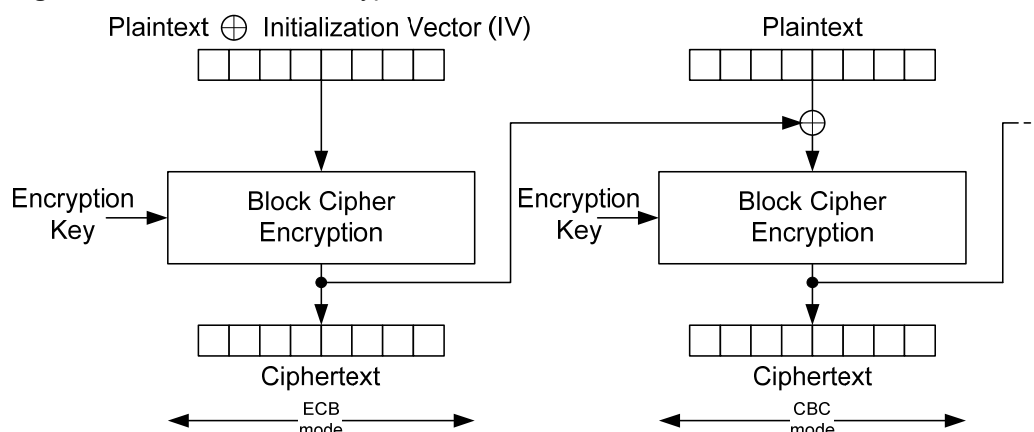 Plaintext ⊕ Initialization Vector (IV)
Plaintext
Encryption
Key
Block Cipher
Encryption
Encryption
Key
Block Cipher
Encryption
Ciphertext
Ciphertext
ECB
mode
CBC
mode